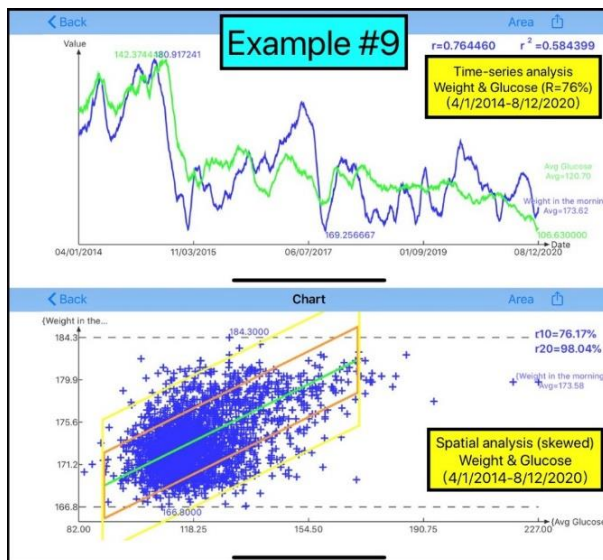 Back
Area
Value
142.3744
180.917241
Example #9
r=0.764460 r²=0.584399
Time-series analysis
Weight & Glucose (R=76%)
(4/1/2014-8/12/2020)
Avg Glucose
Avg=120.79
Weight in the mornin
Avg=173.62
169.256667
106.630000
Date
04/01/2014 11/03/2015 06/07/2017 01/09/2019 08/12/2020
Back
Chart
Area
{Weight in the...
r10=76.17%
r20=98.04%
184.3
184.3000
{Weight in the morning
Avg=173.58
179.9
175.6
171.2
166.8
166.8000
Spatial analysis (skewed)
Weight & Glucose
(4/1/2014-8/12/2020)
{Avg Glucose
82.00 118.25 154.50 190.75 227.00